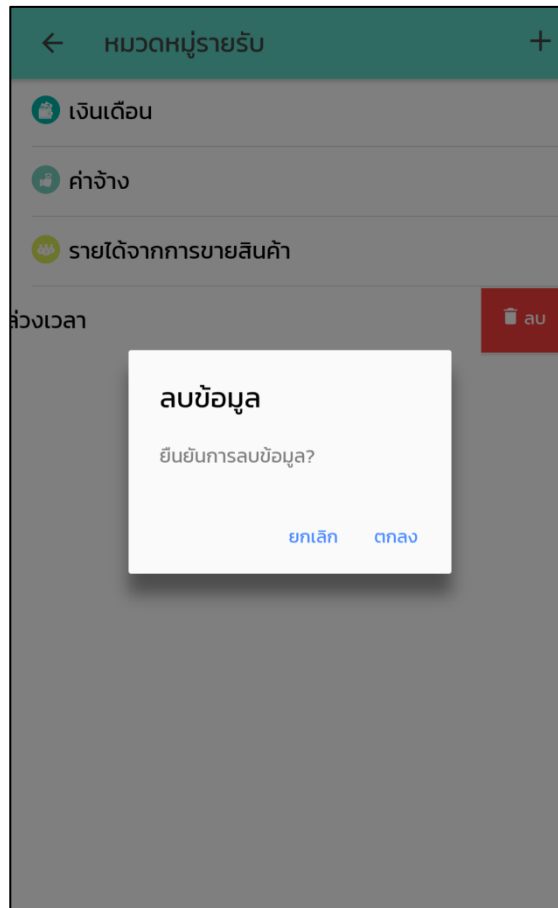 หมวดหมู่รายรับ
เงินเดือน
ค่าจ้าง
รายได้จากการขายสินค้า
ล่วงเวลา
ลบ
ลบข้อมูล
ยืนยันการลบข้อมูล?
ยกเลิก ตกลง